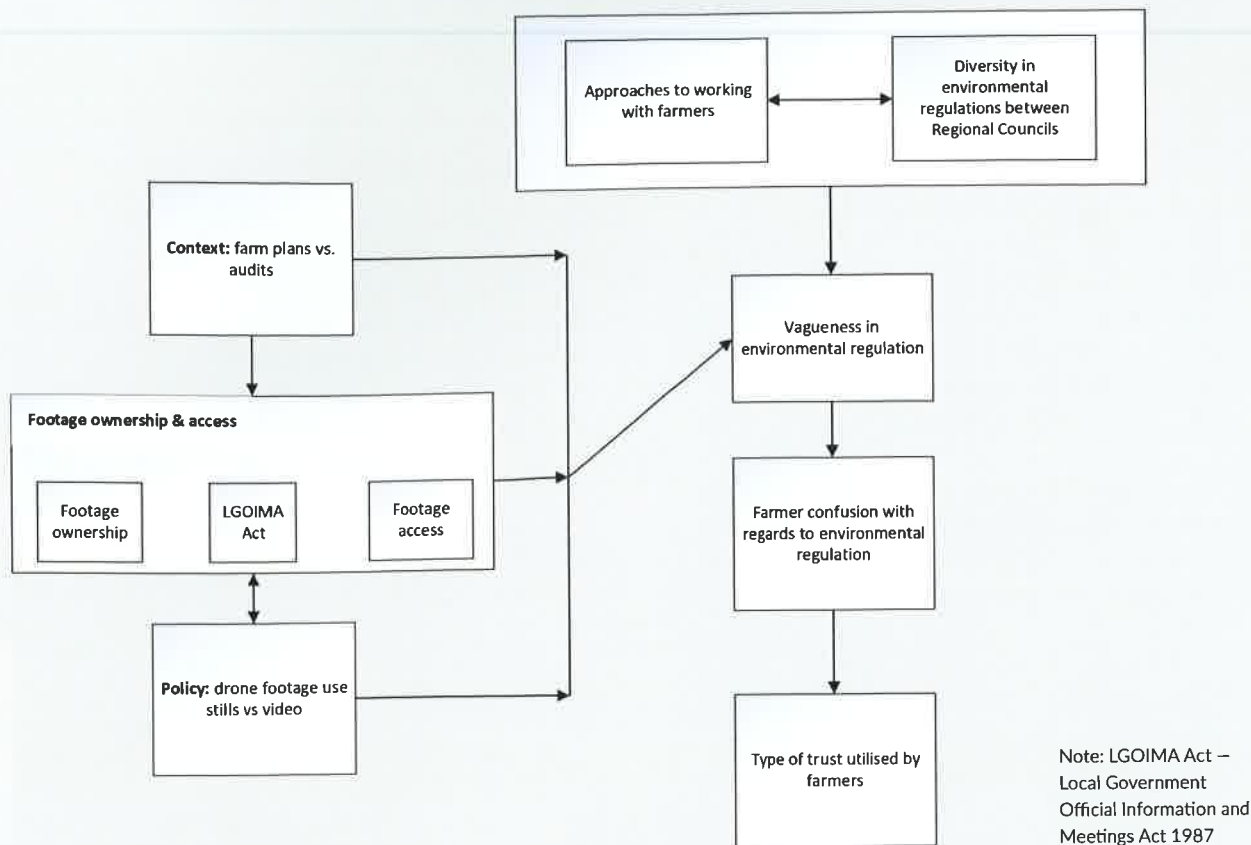 Approaches to working
with farmers
Diversity in
environmental
regulations between
Regional Councils
Context: farm plans vs.
audits
Vagueness in
environmental regulation
Footage ownership & access
Footage
ownership
LGOIMA
Act
Footage
access
Farmer confusion with
regards to environmental
regulation
Policy: drone footage use
stills vs video
Type of trust utilised by
farmers
Note: LGOIMA Act –
Local Government
Official Information and
Meetings Act 1987